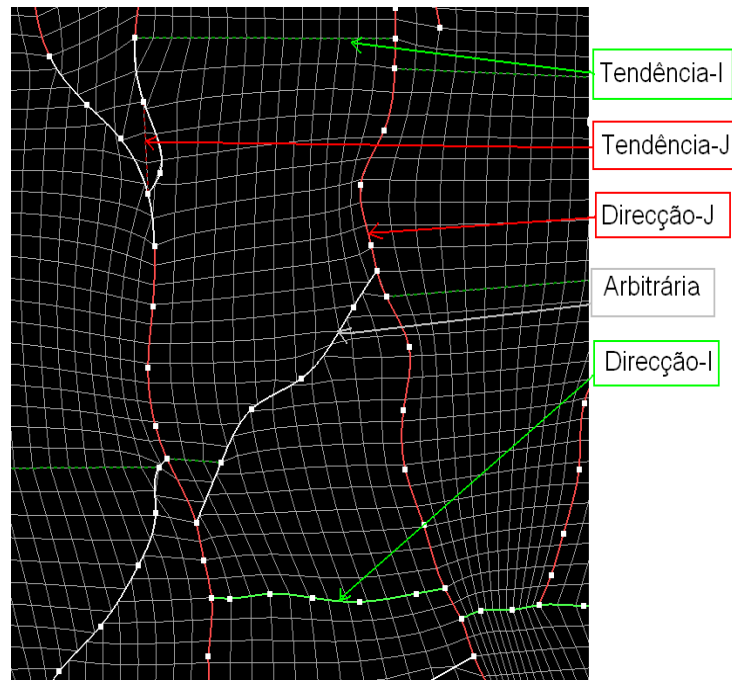 Tendência-I
Tendência-J
Direcção-J
Arbitrária
Direcção-I